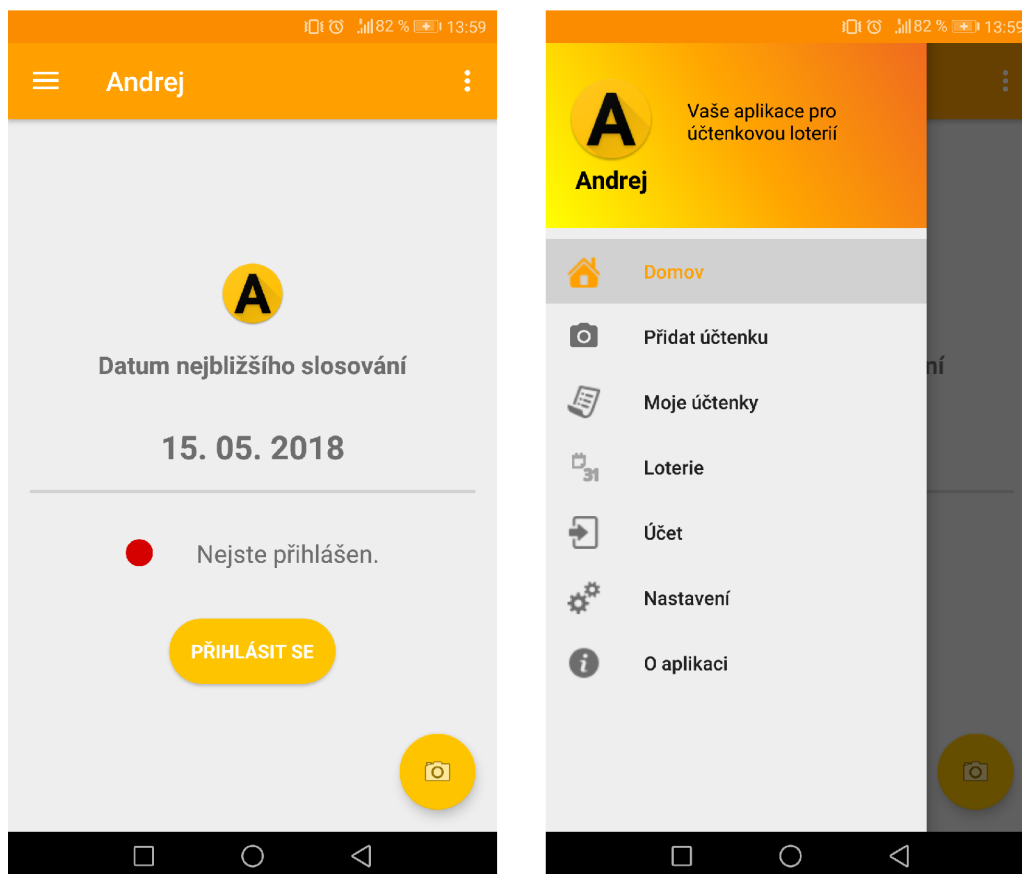 82 % 13:59
Andrej
A
Datum nejbližšího slosování
15. 05. 2018
Nejste přihlášen.
PŘIHLÁSIT SE
82 % 13:59
A
Vaše aplikace pro
účtenkovou loterií
Andrej
Domov
Přidat účtenku
Moje účtenky
31
Loterie
Účet
Nastavení
i
O aplikaci
ní